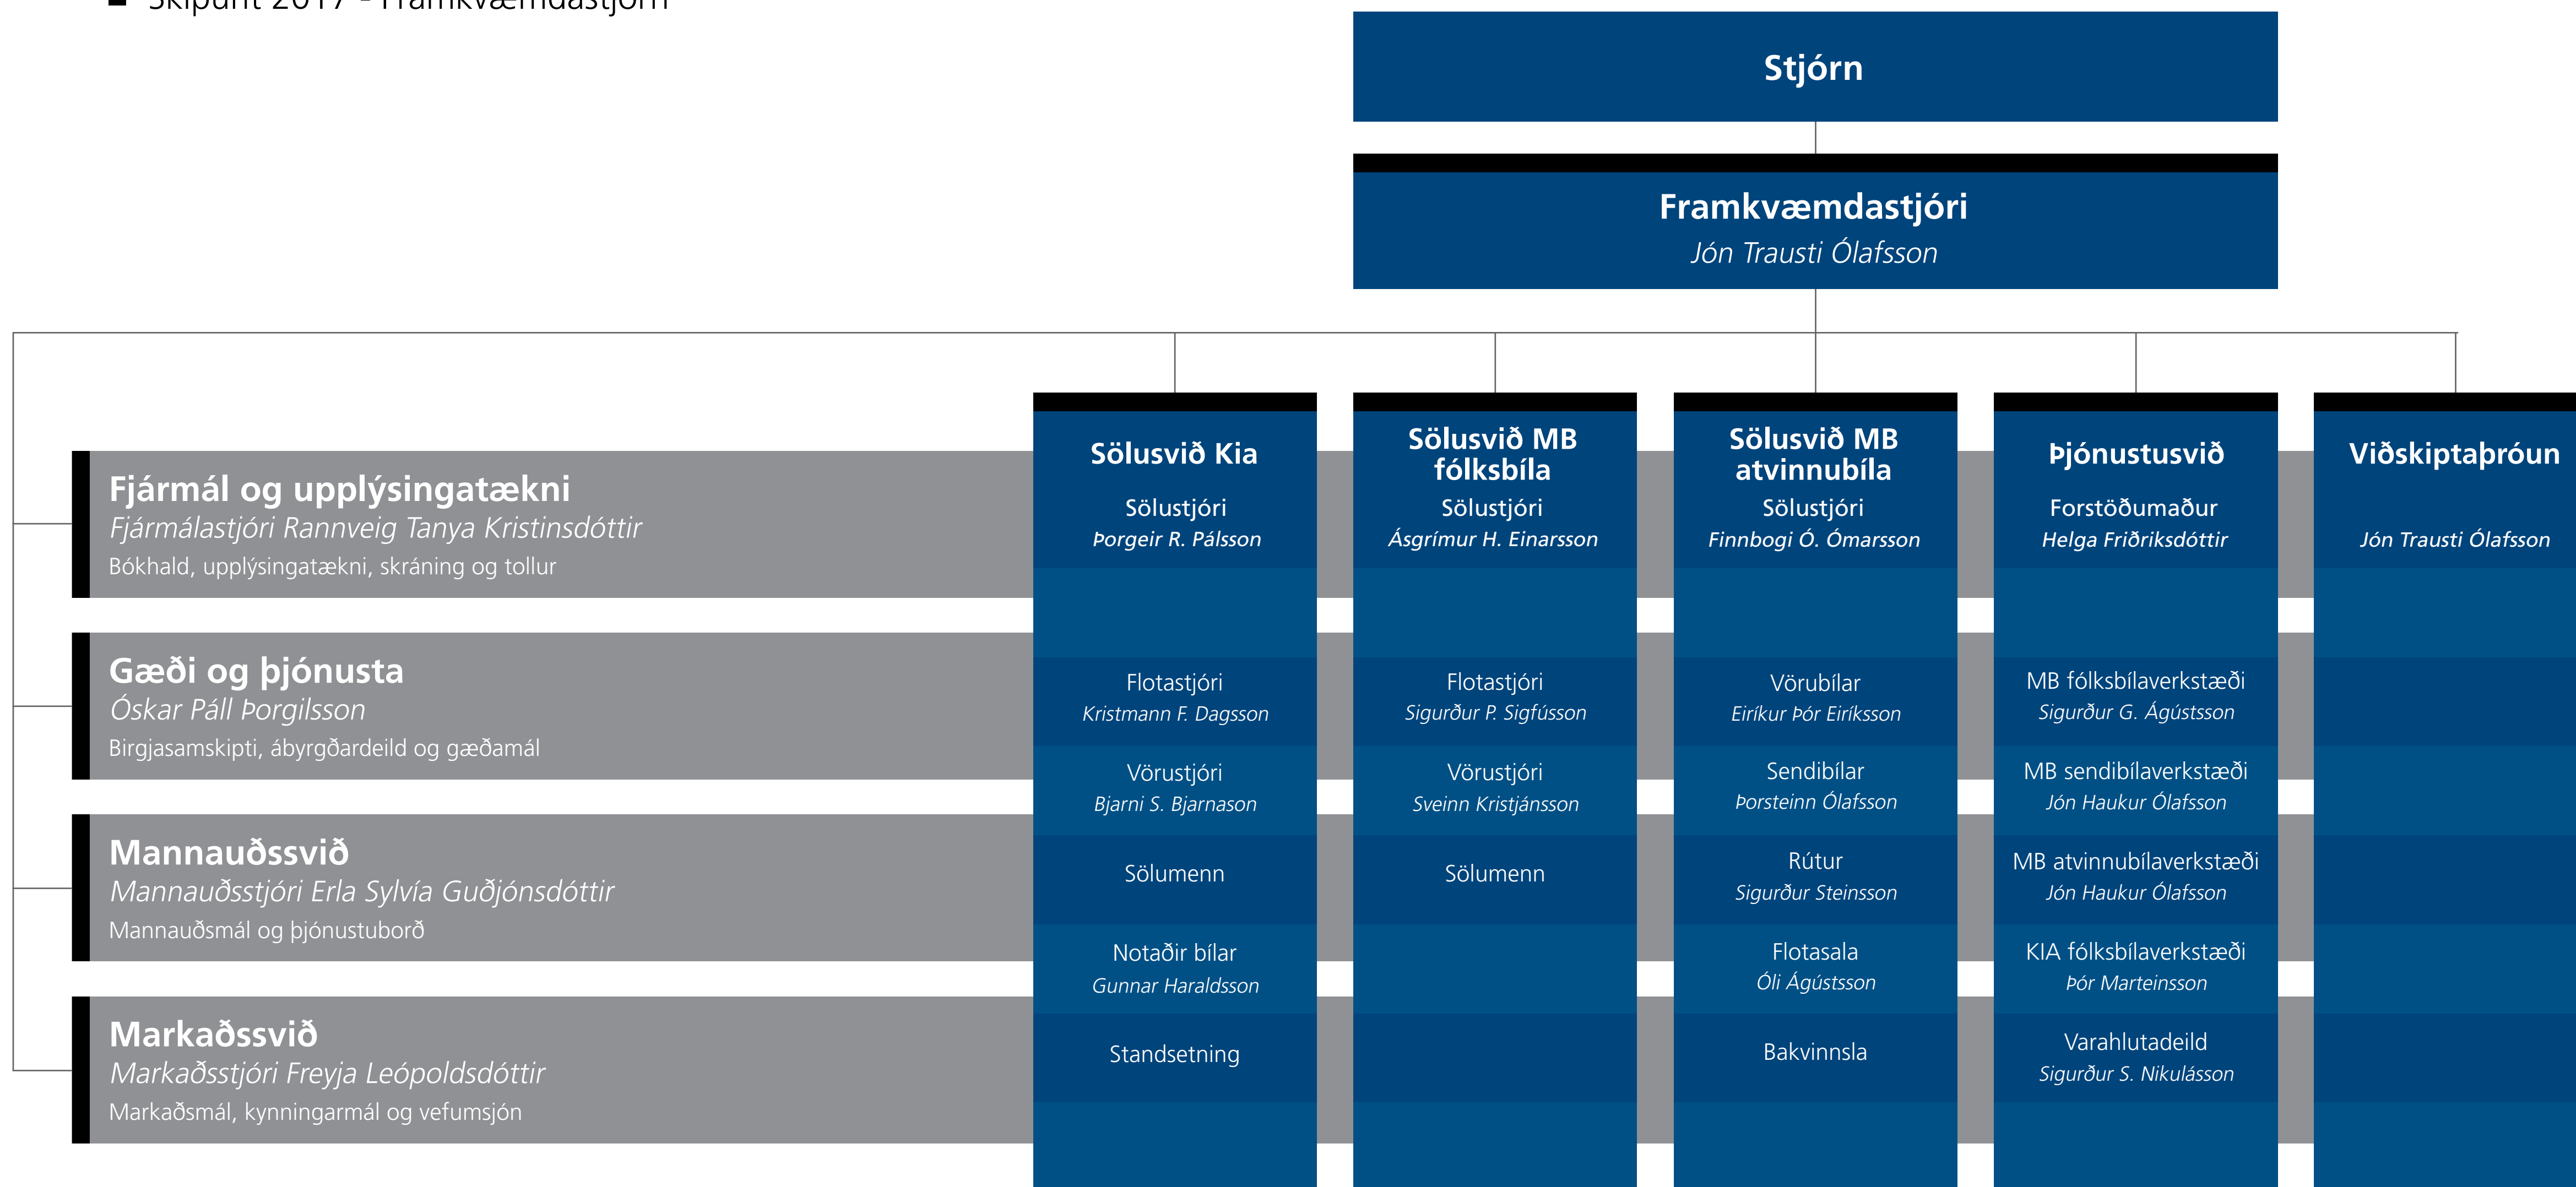 Skipurit 2017 - Framkvæmdastjórn
Stjórn
Framkvæmdastjóri
Jón Trausti Ólafsson
Fjármál og upplýsingatækni
Fjármálastjóri Rannveig Tanya Kristinsdóttir
Bókhald, upplýsingatækni, skráning og tollur
Gæði og þjónusta
Óskar Páll Þorgilsson
Birgjasamskipti, ábyrgðardeild og gæðamál
Mannauðssvið
Mannauðsstjóri Erla Sylvía Guðjónsdóttir
Mannauðsmál og þjónustuborð
Markaðssvið
Markaðsstjóri Freyja Leópoldsdóttir
Markaðsmál, kynningarmál og vefumsjón
Sölusvið Kia
Sölustjóri
Þorgeir R. Pálsson
Flotastjóri
Kristmann F. Dagsson
Vörustjóri
Bjarni S. Bjarnason
Sölumenn
Notaðir bílar
Gunnar Haraldsson
Standsetning
Sölusvið MB
fólksbíla
Sölustjóri
Ásgrímur H. Einarsson
Flotastjóri
Sigurður P. Sigfússon
Vörustjóri
Sveinn Kristjánsson
Sölumenn
Sölusvið MB
atvinnubíla
Sölustjóri
Finnbogi Ó. Ómarsson
Vörubílar
Eiríkur Þór Eiríksson
Sendibílar
Þorsteinn Ólafsson
Rútur
Sigurður Steinsson
Flotasala
Óli Ágústsson
Bakvinnsla
Þjónustusvið
Forstöðumaður
Helga Friðriksdóttir
MB fólksbílaverkstæði
Sigurður G. Ágústsson
MB sendibílaverkstæði
Jón Haukur Ólafsson
MB atvinnubílaverkstæði
Jón Haukur Ólafsson
KIA fólksbílaverkstæði
Þór Marteinsson
Varahlutadeild
Sigurður S. Nikulásson
Viðskiptaþróun
Jón Trausti Ólafsson